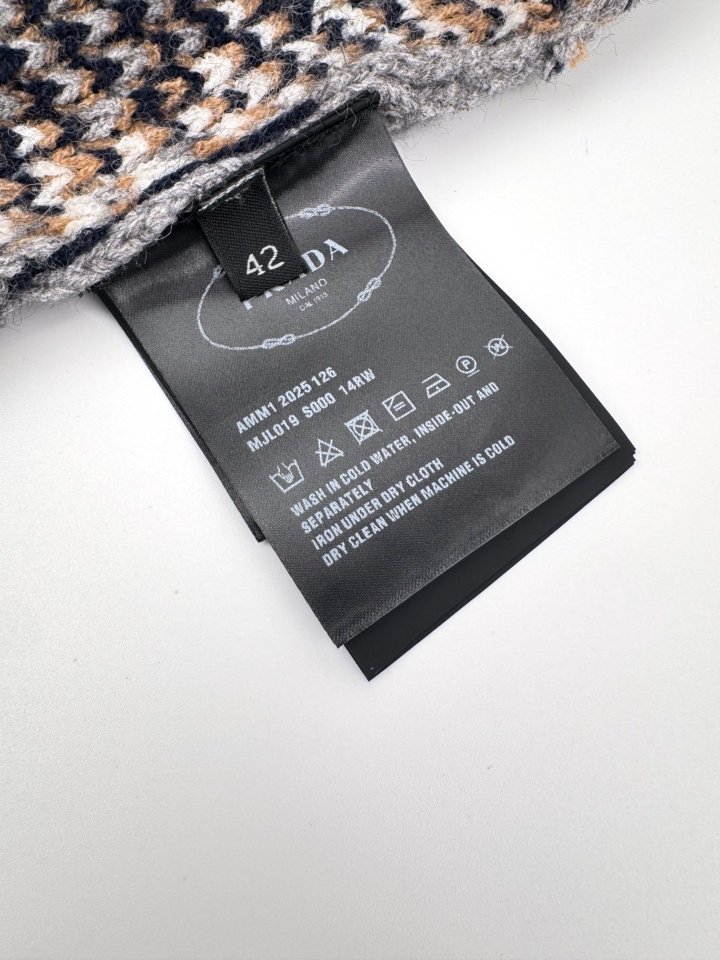 42
MILANO
DAL 1913
AMM1 2025 126
MJL019 S000 14RW
WASH IN COLD WATER, INSIDE-OUT AND
SEPARATELY
IRON UNDER DRY CLOTH
DRY CLEAN WHEN MACHINE IS COLD